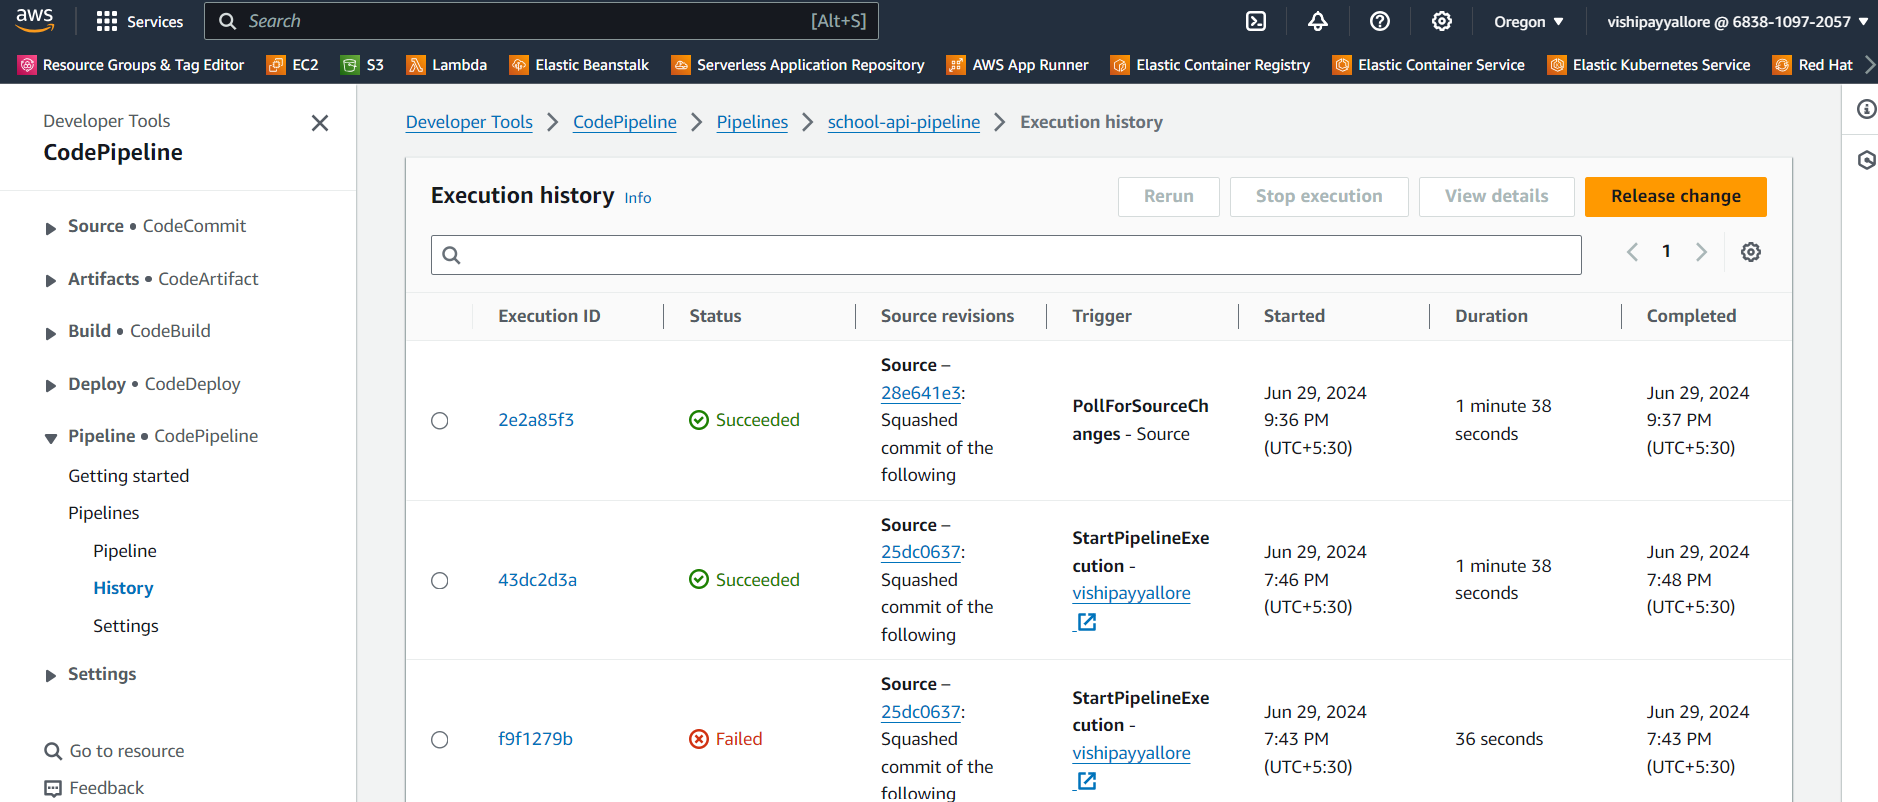 aws
Services
Search
[Alt+S]
Oregon ▼
vishipayyallore @ 6838-1097-2057 ▼
Resource Groups & Tag Editor
EC2
S3
Lambda
Elastic Beanstalk
Serverless Application Repository
AWS App Runner
Elastic Container Registry
Elastic Container Service
Elastic Kubernetes Service
Red Hat
Developer Tools
CodePipeline
Source • CodeCommit
Artifacts • CodeArtifact
Build • CodeBuild
Deploy • CodeDeploy
Pipeline • CodePipeline
Getting started
Pipelines
Pipeline
History
Settings
Settings
Go to resource
Feedback
Developer Tools > CodePipeline > Pipelines > school-api-pipeline > Execution history
Execution history Info
Rerun
Stop execution
View details
Release change
1
Execution ID
Status
Source revisions
Trigger
Started
Duration
Completed
2e2a85f3
Succeeded
Source –
28e641e3:
Squashed
commit of the
following
PollForSourceCh
anges - Source
Jun 29, 2024
9:36 PM
(UTC+5:30)
1 minute 38
seconds
Jun 29, 2024
9:37 PM
(UTC+5:30)
43dc2d3a
Succeeded
Source –
25dc0637:
Squashed
commit of the
following
StartPipelineExe
cution -
vishipayyallore
Jun 29, 2024
7:46 PM
(UTC+5:30)
1 minute 38
seconds
Jun 29, 2024
7:48 PM
(UTC+5:30)
f9f1279b
Failed
Source –
25dc0637:
Squashed
commit of the
following
StartPipelineExe
cution -
vishipayyallore
Jun 29, 2024
7:43 PM
(UTC+5:30)
36 seconds
Jun 29, 2024
7:43 PM
(UTC+5:30)